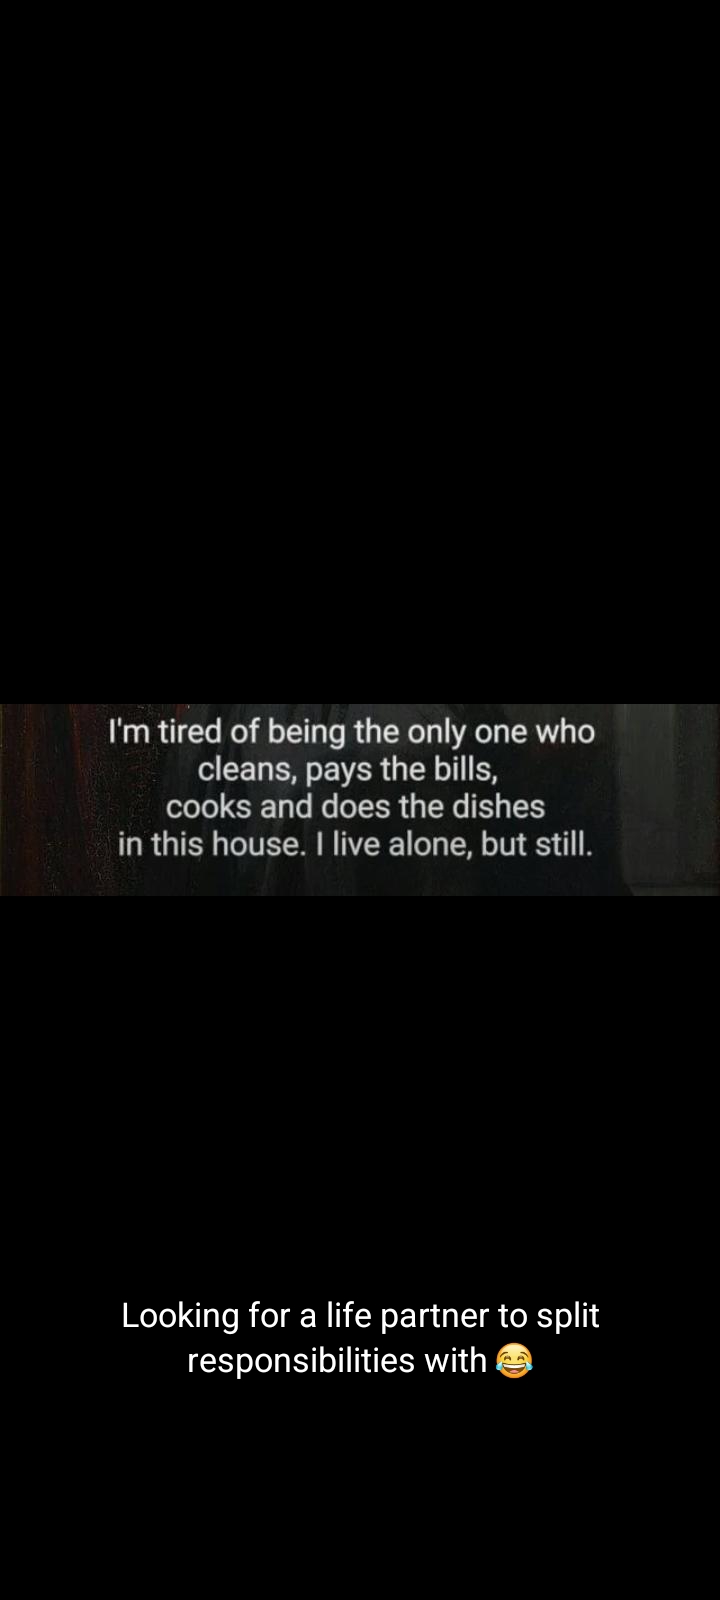 I'm tired of being the only one who
cleans, pays the bills,
cooks and does the dishes
in this house. I live alone, but still.
Looking for a life partner to split
responsibilities with 😂